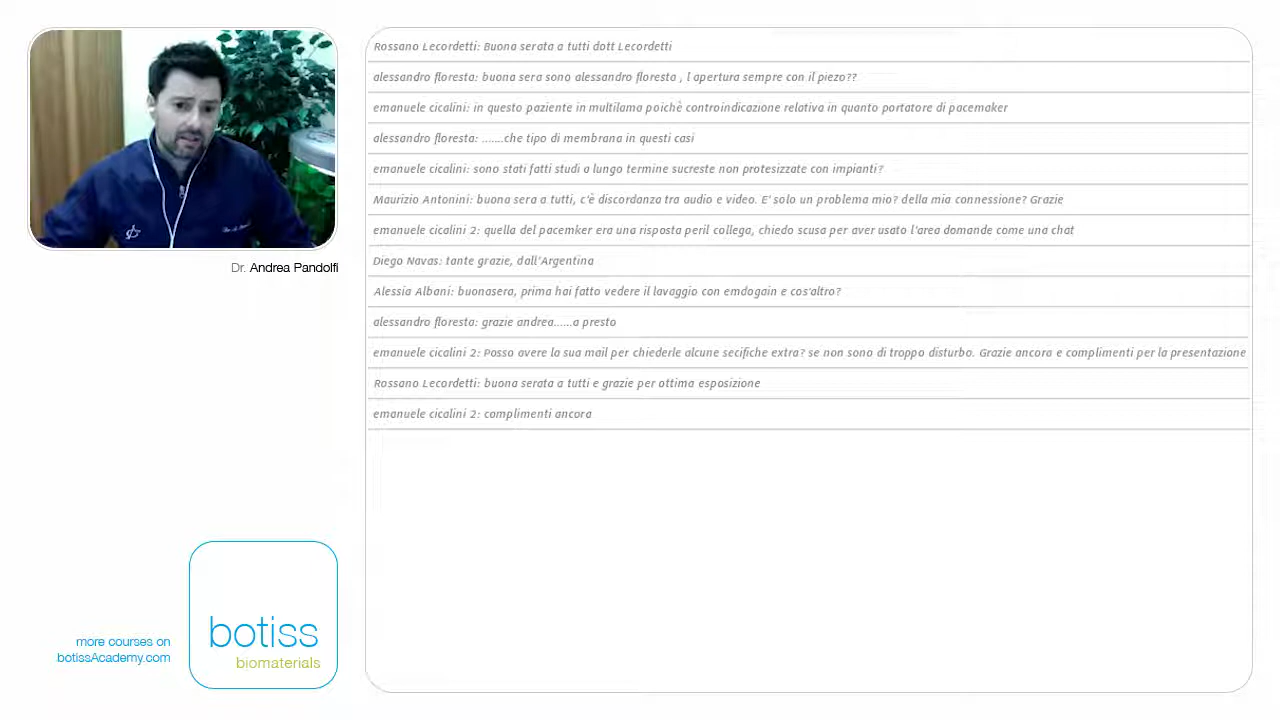 Rossano Lecordetti: Buona serata a tutti dott Lecordetti
alessandro floresta: buona sera sono alessandro floresta , l apertura sempre con il piezo??
emanuele cicalini: in questo paziente in multilama poichè controindicazione relativa in quanto portatore di pacemaker
alessandro floresta: .......che tipo di membrana in questi casi
emanuele cicalini: sono stati fatti studi a lungo termine sucreste non protesizzate con impianti?
Maurizio Antonini: buona sera a tutti, c'è discordanza tra audio e video. E' solo un problema mio? della mia connessione? Grazie
emanuele cicalini 2: quella del pacemker era una risposta peril collega, chiedo scusa per aver usato l'area domande come una chat
Diego Navas: tante grazie, dall'Argentina
Alessia Albani: buonasera, prima hai fatto vedere il lavaggio con emdogain e cos'altro?
alessandro floresta: grazie andrea......a presto
emanuele cicalini 2: Posso avere la sua mail per chiederle alcune secifiche extra? se non sono di troppo disturbo. Grazie ancora e complimenti per la presentazione
Rossano Lecordetti: buona serata a tutti e grazie per ottima esposizione
emanuele cicalini 2: complimenti ancora
Dr. Andrea Pandolfi
botiss
biomaterials
more courses on
botissAcademy.com